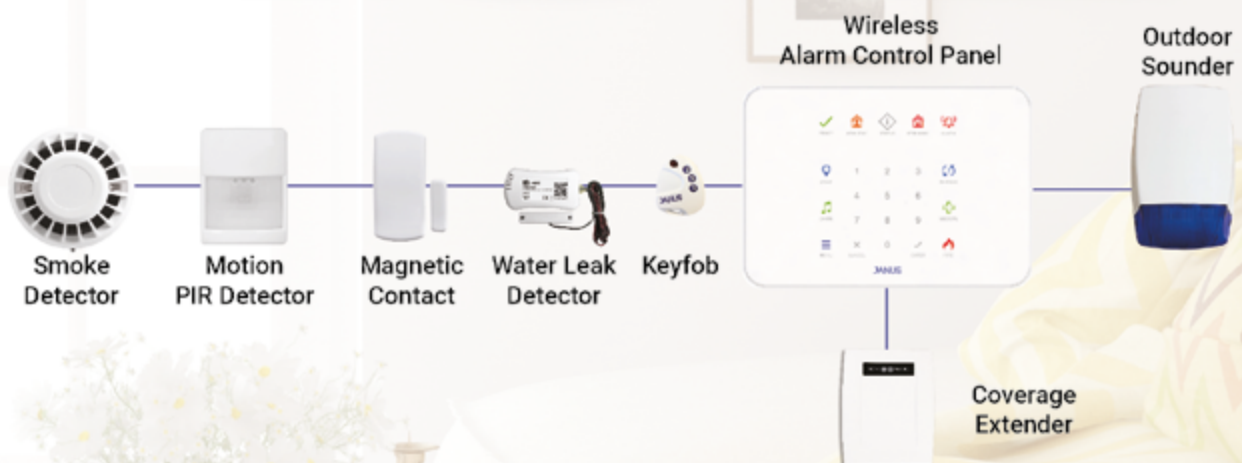 Wireless
Alarm Control Panel
Outdoor
Sounder
1 2 3
4 5 6
7 8 9
0
JANUS
JANUS
Smoke
Detector
Motion
PIR Detector
Magnetic
Contact
Water Leak
Detector
Keyfob
Coverage
Extender